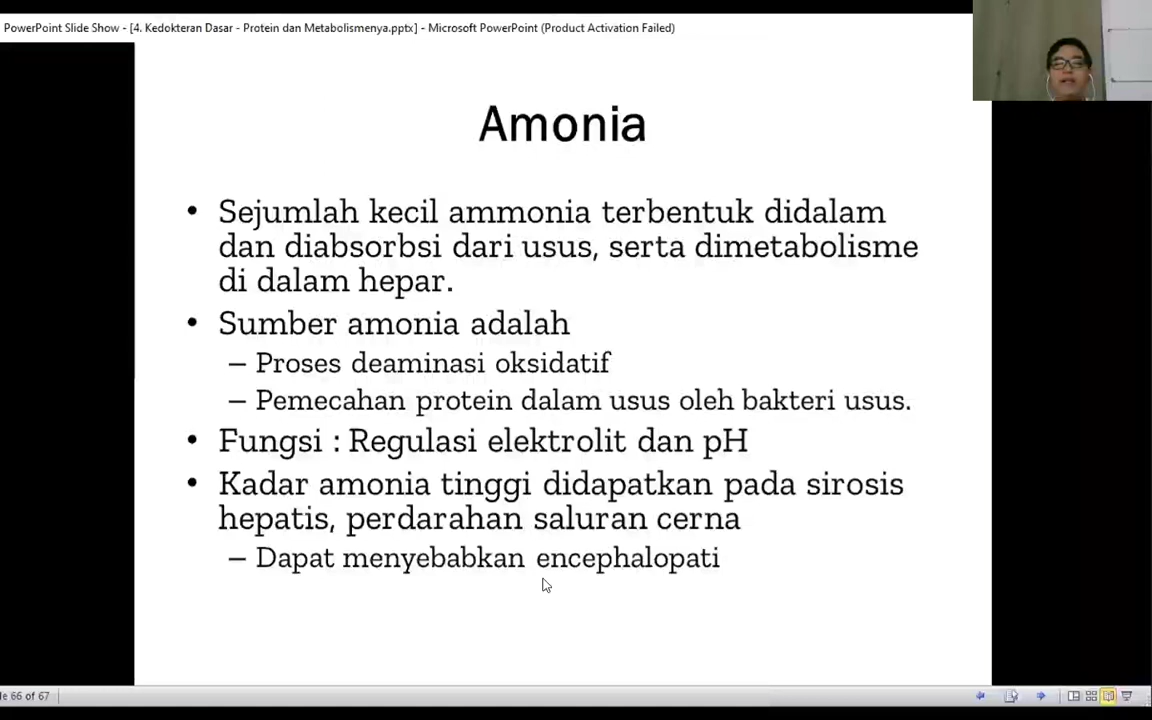 PowerPoint Slide Show - [4. Kedokteran Dasar - Protein dan Metabolismenya.pptx] - Microsoft PowerPoint (Product Activation Failed)
Amonia
• Sejumlah kecil ammonia terbentuk didalam
dan diabsorbsi dari usus, serta dimetabolisme
di dalam hepar.
• Sumber amonia adalah
– Proses deaminasi oksidatif
– Pemecahan protein dalam usus oleh bakteri usus.
• Fungsi : Regulasi elektrolit dan pH
• Kadar amonia tinggi didapatkan pada sirosis
hepatis, perdarahan saluran cerna
– Dapat menyebabkan encephalopati
le 66 of 67